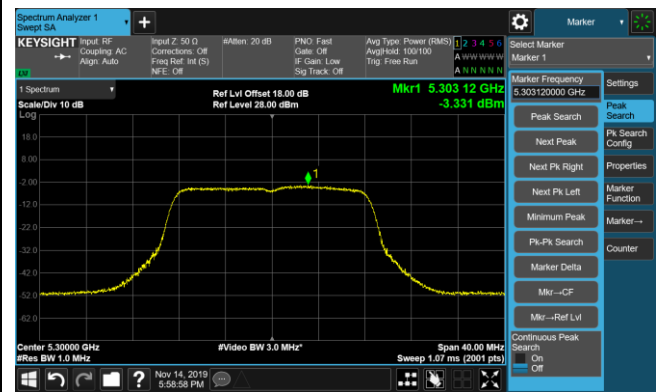 Spectrum Analyzer 1
Swept SA
Marker
KEYSIGHT
Input: RF
Coupling: AC
Align: Auto
Input Z: 50 Ω
Corrections: Off
Freq Ref: Int (S)
NFE: Off
#Atten: 20 dB
PNO: Fast
Gate: Off
IF Gain: Low
Sig Track: Off
Avg Type: Power (RMS)
Avg|Hold: 100/100
Trig: Free Run
1 2 3 4 5 6
A W W W W W
A N N N N N
Select Marker
Marker 1
1 Spectrum
Scale/Div 10 dB
Log
Ref Lvl Offset 18.00 dB
Ref Level 28.00 dBm
Mkr1 5.303 12 GHz
-3.331 dBm
18.0
8.00
-2.00
-12.0
-22.0
-32.0
-42.0
-52.0
-62.0
1
Center 5.30000 GHz
#Res BW 1.0 MHz
#Video BW 3.0 MHz*
Span 40.00 MHz
Sweep 1.07 ms (2001 pts)
Marker Frequency
5.303120000 GHz
Peak Search
Next Peak
Next Pk Right
Next Pk Left
Minimum Peak
Pk-Pk Search
Marker Delta
Mkr→CF
Mkr→Ref Lvl
Continuous Peak
Search
On
Off
Settings
Peak
Search
Pk Search
Config
Properties
Marker
Function
Marker→
Counter
Nov 14, 2019
5:58:58 PM